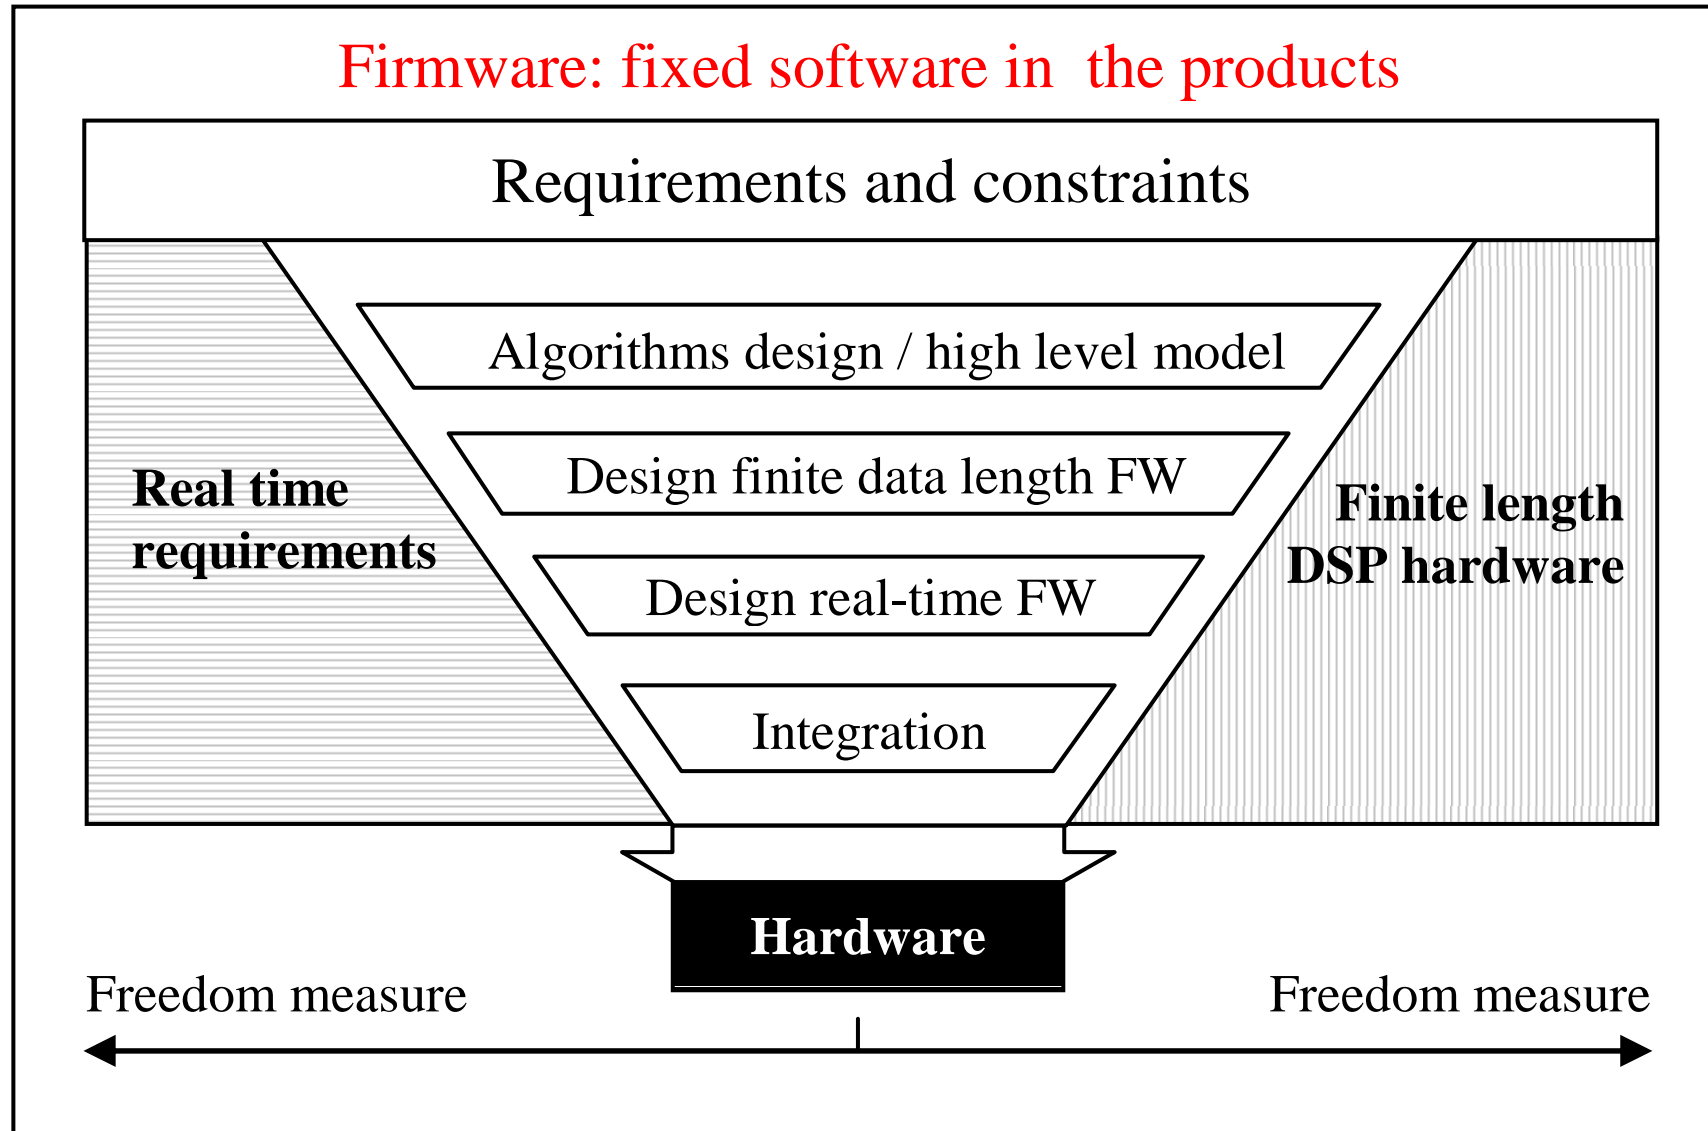 Firmware: fixed software in the products
Requirements and constraints
Algorithms design / high level model
Design finite data length FW
Real time
requirements
Finite length
DSP hardware
Design real-time FW
Integration
Hardware
Freedom measure
Freedom measure